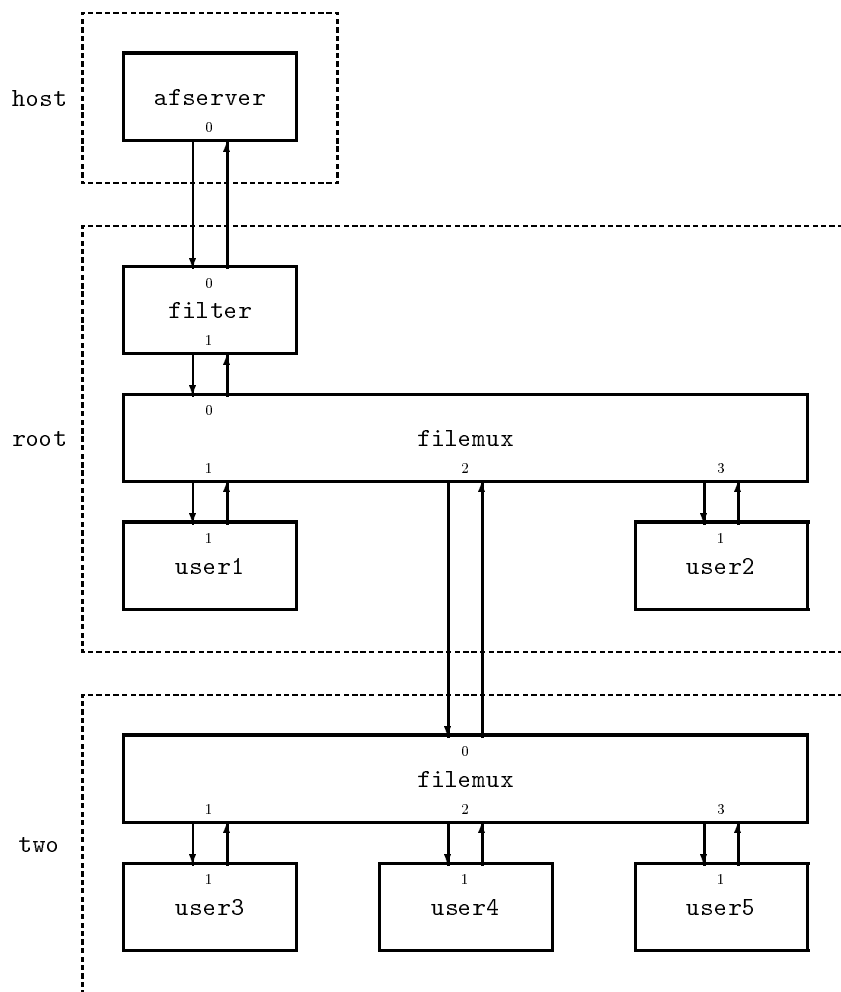 host
afserver
0
0
filter
1
0
root
filemux
1 2 3
1 1
user1 user2
0
filemux
1 2 3
two
1 1 1
user3 user4 user5